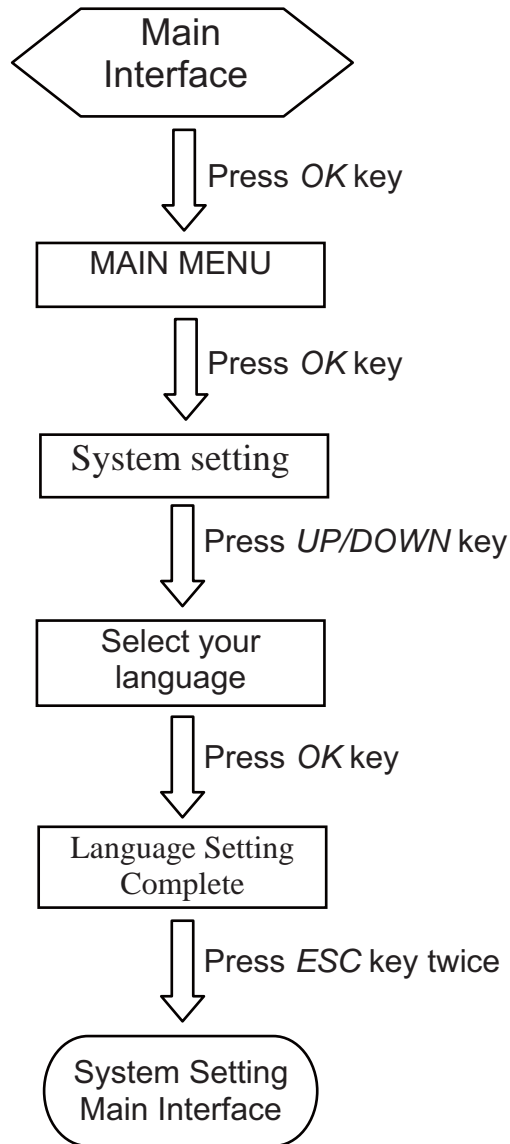 Main
Interface
Press OK key
MAIN MENU
Press OK key
System setting
Press UP/DOWN key
Select your
language
Press OK key
Language Setting
Complete
Press ESC key twice
System Setting
Main Interface